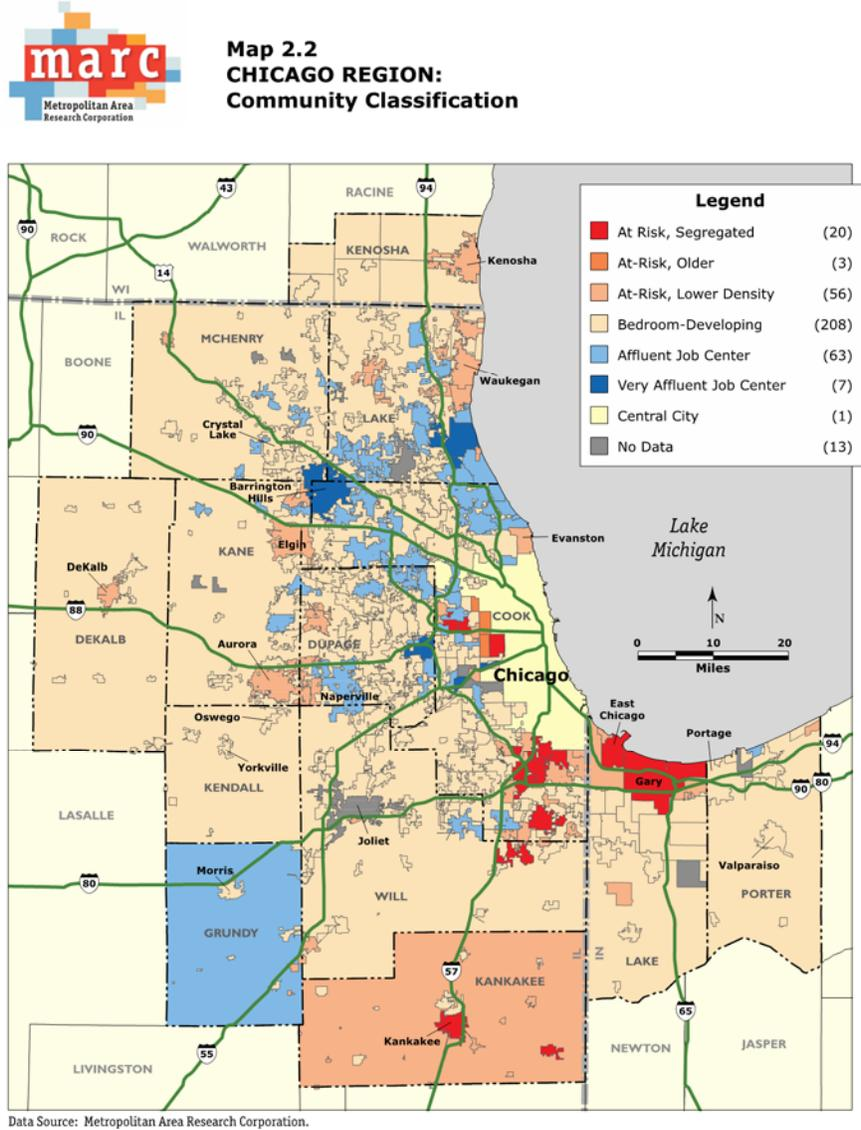 marc
Metropolitan Area
Research Corporation
Map 2.2
CHICAGO REGION:
Community Classification
Legend
At Risk, Segregated (20)
At-Risk, Older (3)
At-Risk, Lower Density (56)
Bedroom-Developing (208)
Affluent Job Center (63)
Very Affluent Job Center (7)
Central City (1)
No Data (13)
43
94
RACINE
90
ROCK
WALWORTH
KENOSHA
Kenosha
14
WI
IL
MCHENRY
BOONE
Waukegan
LAKE
Crystal
Lake
90
Barrington
Hills
Lake
Michigan
Evanston
Elgin
KANE
DeKalb
N
88
COOK
DEKALB
Aurora
DUPAGE
0 10 20
Miles
Chicago
Naperville
East
Chicago
Oswego
Portage
94
Yorkville
Gary
90
80
KENDALL
LASALLE
Joliet
Valparaiso
Morris
80
WILL
PORTER
GRUNDY
IL
IN
LAKE
57
KANKAKEE
65
Kankakee
NEWTON
JASPER
55
LIVINGSTON
Data Source: Metropolitan Area Research Corporation.